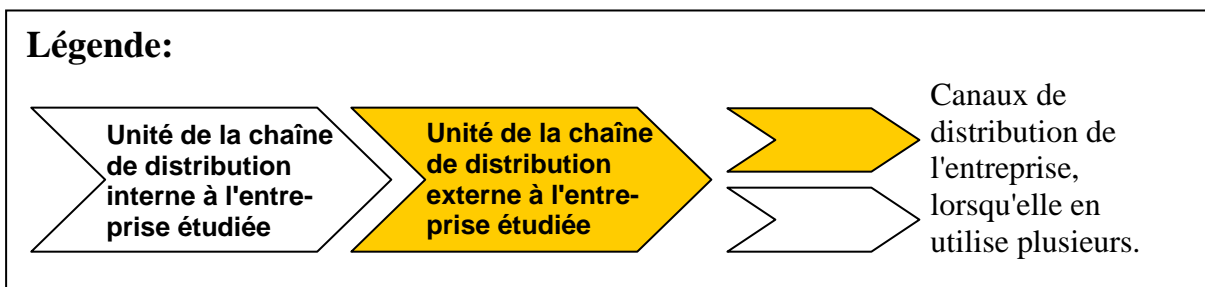 Légende:
Unité de la chaîne
de distribution
interne à l'entre-
prise étudiée
Unité de la chaîne
de distribution
externe à l'entre-
prise étudiée
Canaux de
distribution de
l'entreprise,
lorsqu'elle en
utilise plusieurs.